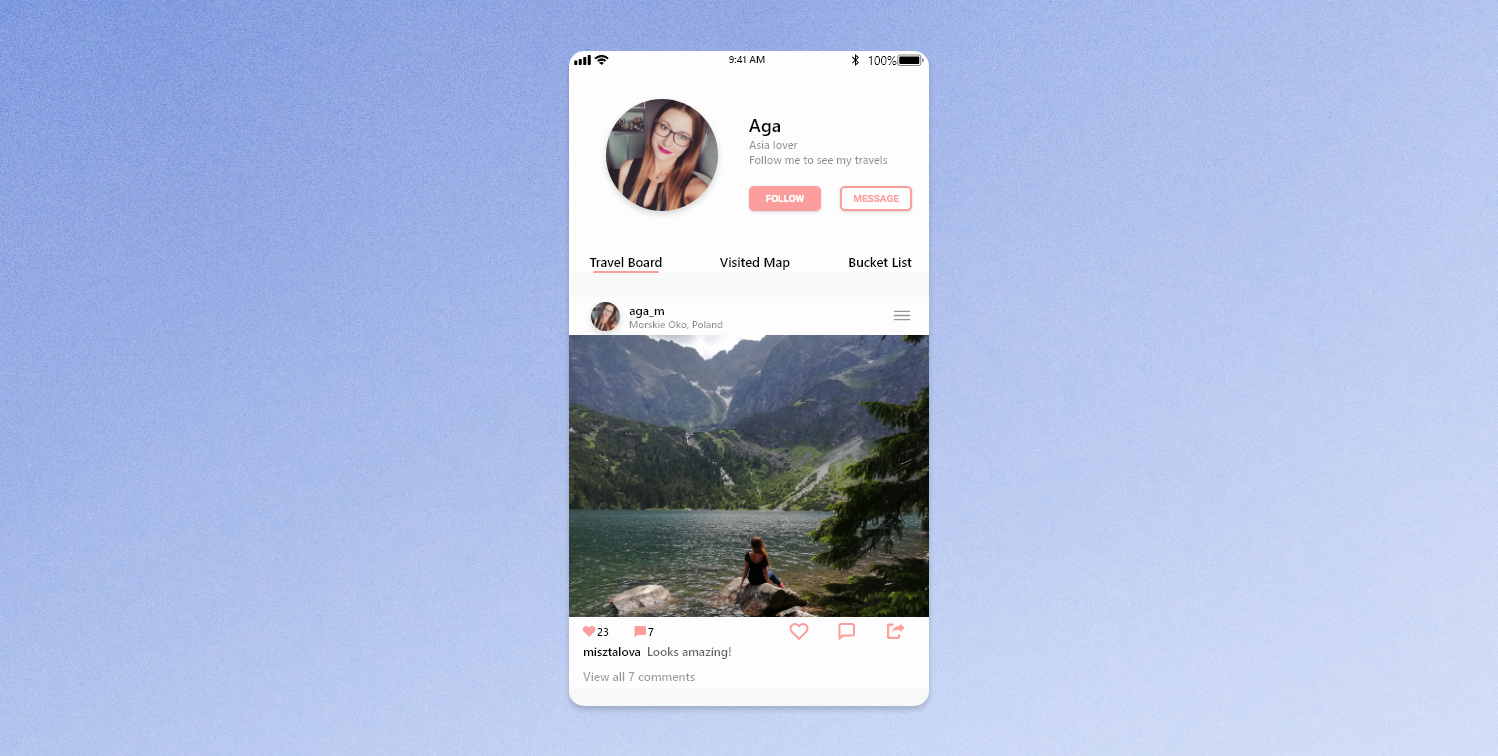 9:41 AM 100%
Aga
Asia lover
Follow me to see my travels
FOLLOW MESSAGE
Travel Board Visited Map Bucket List
aga_m
Morskie Oko, Poland
23 7
misztalova Looks amazing!
View all 7 comments